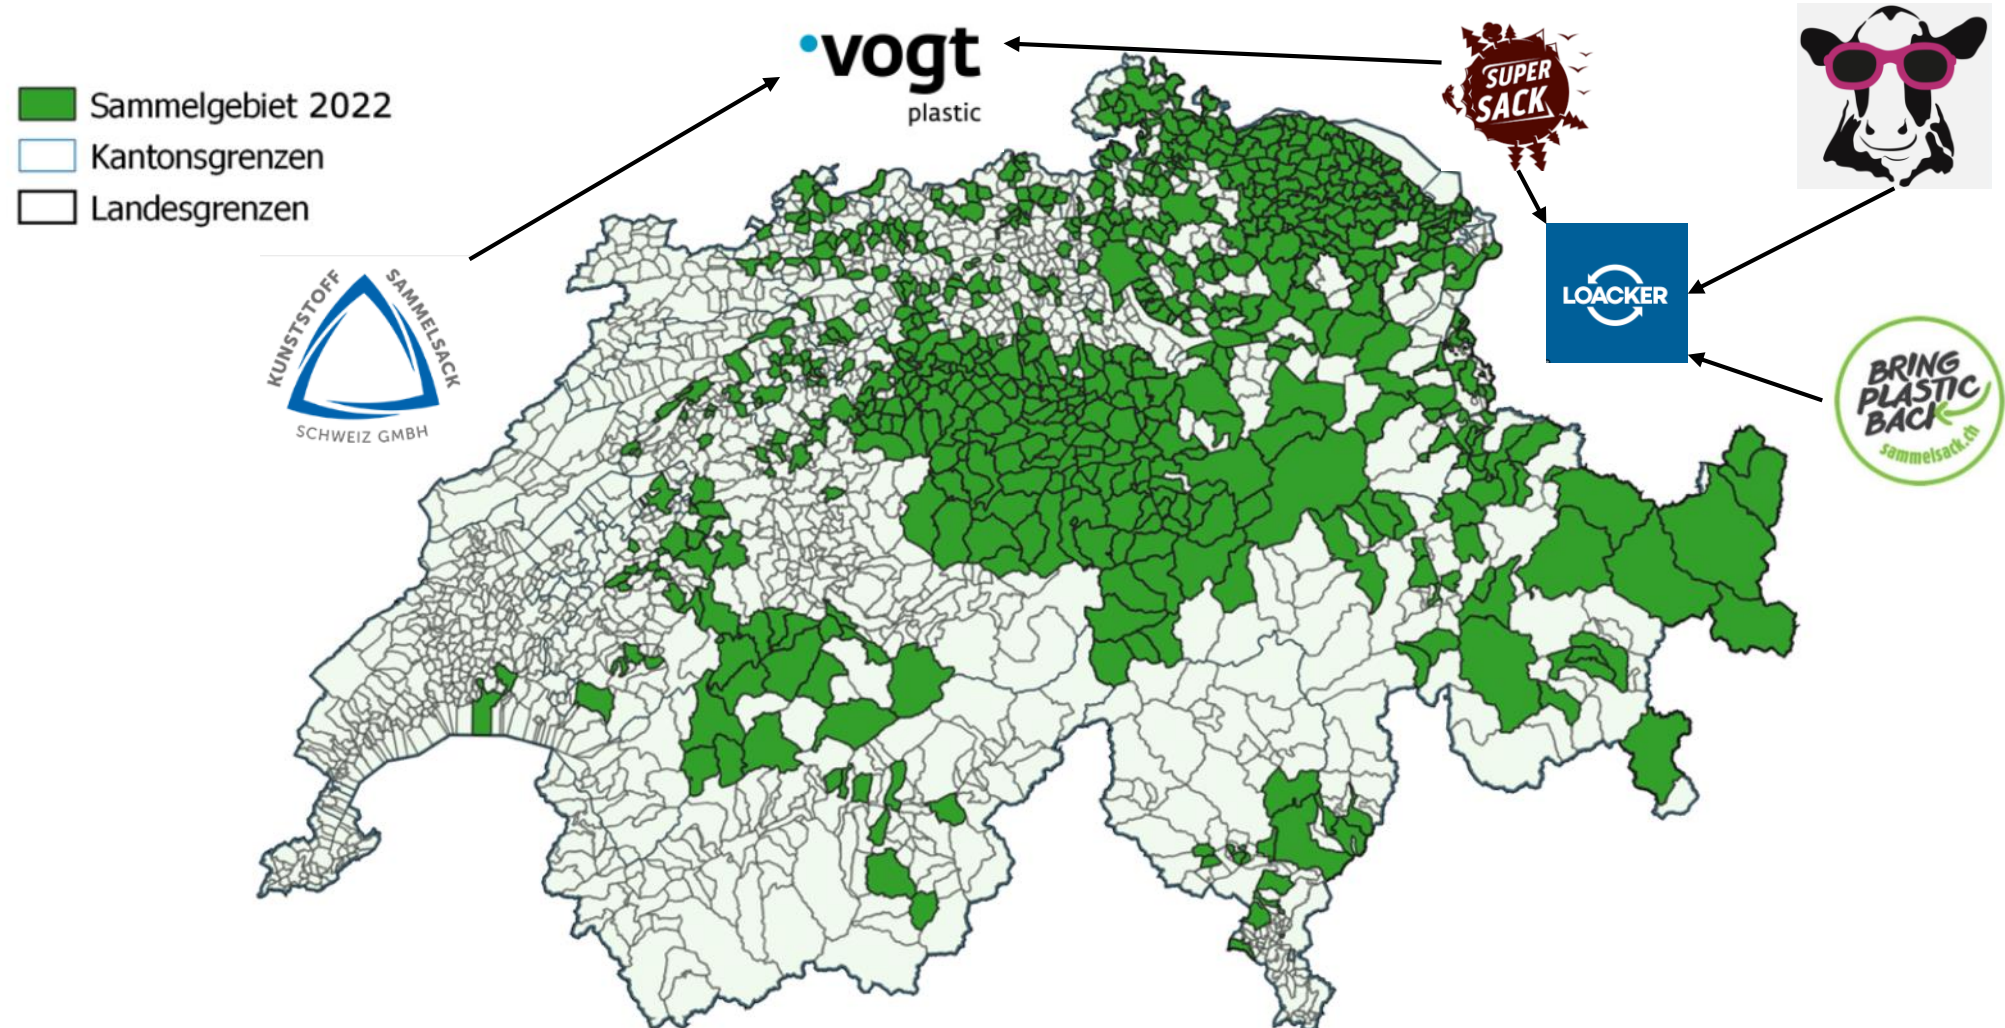 vogt
plastic
SUPER
SACK
Sammelgebiet 2022
Kantonsgrenzen
Landesgrenzen
KUNSTSTOFF
SAMMELSACK
SCHWEIZ GMBH
LOACKER
BRING
PLASTIC
BACK
sammelsack.ch